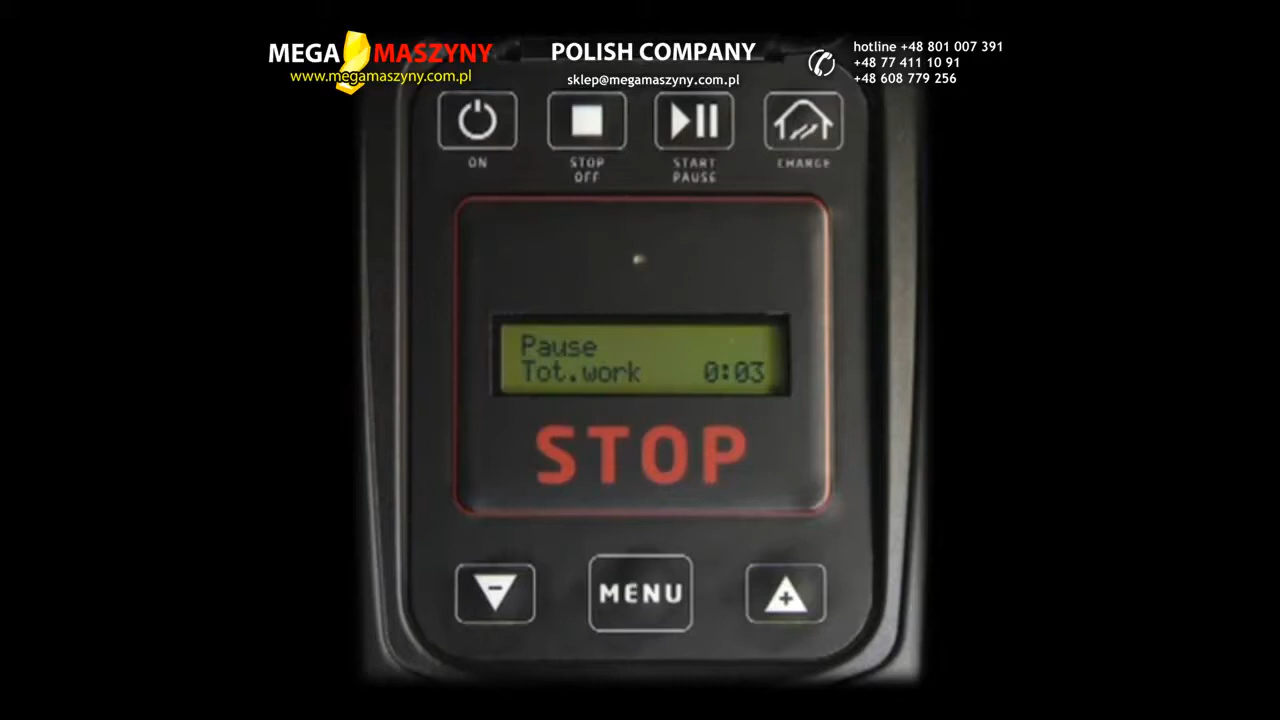 MEGA MASZYNY
www.megamaszyny.com.pl
POLISH COMPANY
sklep@megamaszyny.com.pl
hotline +48 801 007 391
+48 77 411 10 91
+48 608 779 256
ON
STOP
OFF
START
PAUSE
CHARGE
Pause
Tot.work 0:03
STOP
MENU